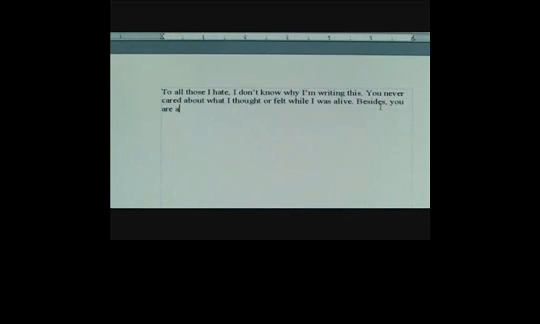 To all those I hate, I don't know why I'm writing this. You never
cared about what I thought or felt while I was alive. Besides, you
are a